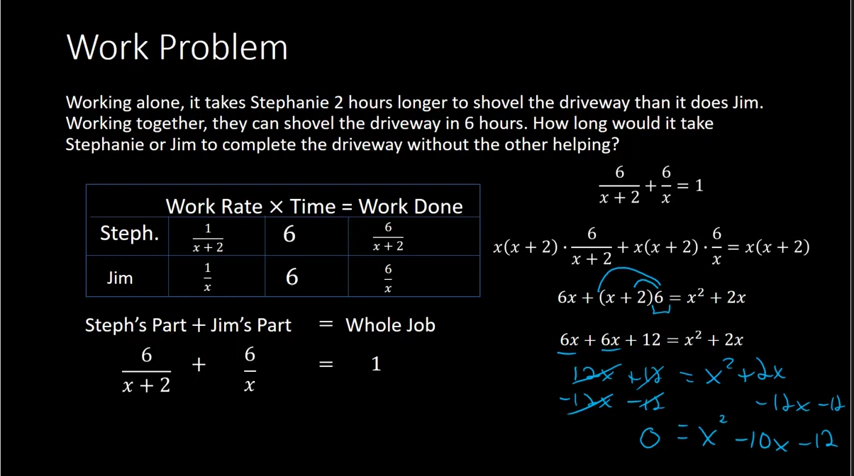 Work Problem
Working alone, it takes Stephanie 2 hours longer to shovel the driveway than it does Jim.
Working together, they can shovel the driveway in 6 hours. How long would it take
Stephanie or Jim to complete the driveway without the other helping?
Work Rate × Time = Work Done
Steph. 1/(x + 2) 6 6/(x + 2)
Jim 1/x 6 6/x
Steph's Part + Jim's Part = Whole Job
6/(x + 2) + 6/x = 1
6/(x + 2) + 6/x = 1
x(x + 2) · 6/(x + 2) + x(x + 2) · 6/x = x(x + 2)
6x + (x + 2)6 = x² + 2x
6x + 6x + 12 = x² + 2x
12x + 12 = x² + 2x
-12x -12 -12x -12
0 = x² -10x -12